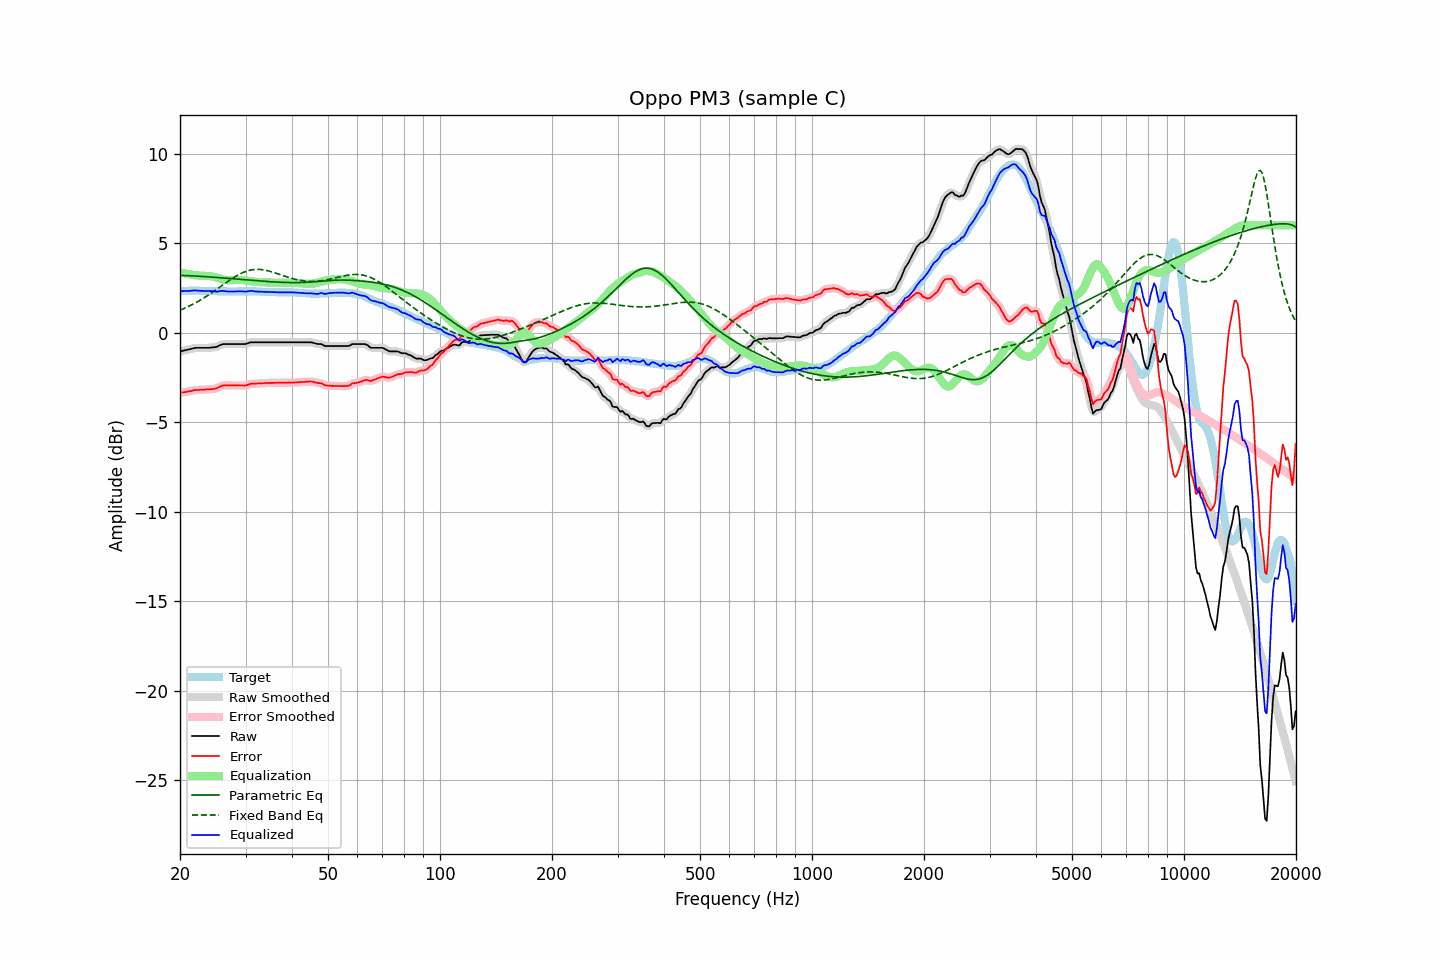 Oppo PM3 (sample C)
Amplitude (dBr)
10
5
0
−5
−10
−15
−20
−25
Target
Raw Smoothed
Error Smoothed
Raw
Error
Equalization
Parametric Eq
Fixed Band Eq
Equalized
20 50 100 200 500 1000 2000 5000 10000 20000
Frequency (Hz)